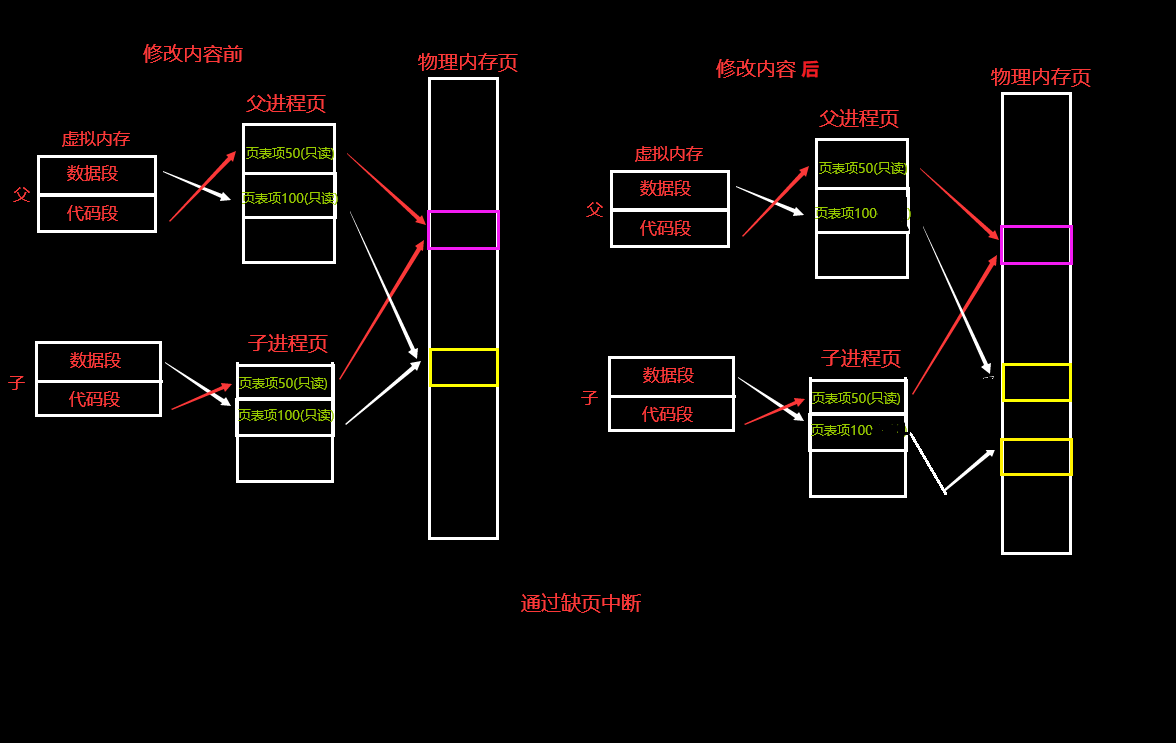 修改内容前
物理内存页
父进程页
虚拟内存
父
数据段
代码段
页表项50(只读)
页表项100(只读)
子进程页
子
数据段
代码段
页表项50(只读)
页表项100(只读)
修改内容 后
物理内存页
父进程页
虚拟内存
父
数据段
代码段
页表项50(只读)
页表项100
子进程页
子
数据段
代码段
页表项50(只读)
页表项100
通过缺页中断